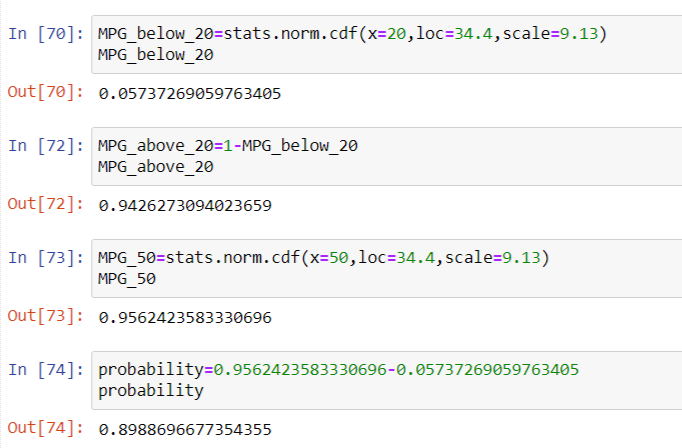 In [70]: MPG_below_20=stats.norm.cdf(x=20,loc=34.4,scale=9.13)
MPG_below_20
Out[70]: 0.05737269059763405
In [72]: MPG_above_20=1-MPG_below_20
MPG_above_20
Out[72]: 0.9426273094023659
In [73]: MPG_50=stats.norm.cdf(x=50,loc=34.4,scale=9.13)
MPG_50
Out[73]: 0.9562423583330696
In [74]: probability=0.9562423583330696-0.05737269059763405
probability
Out[74]: 0.8988696677354355